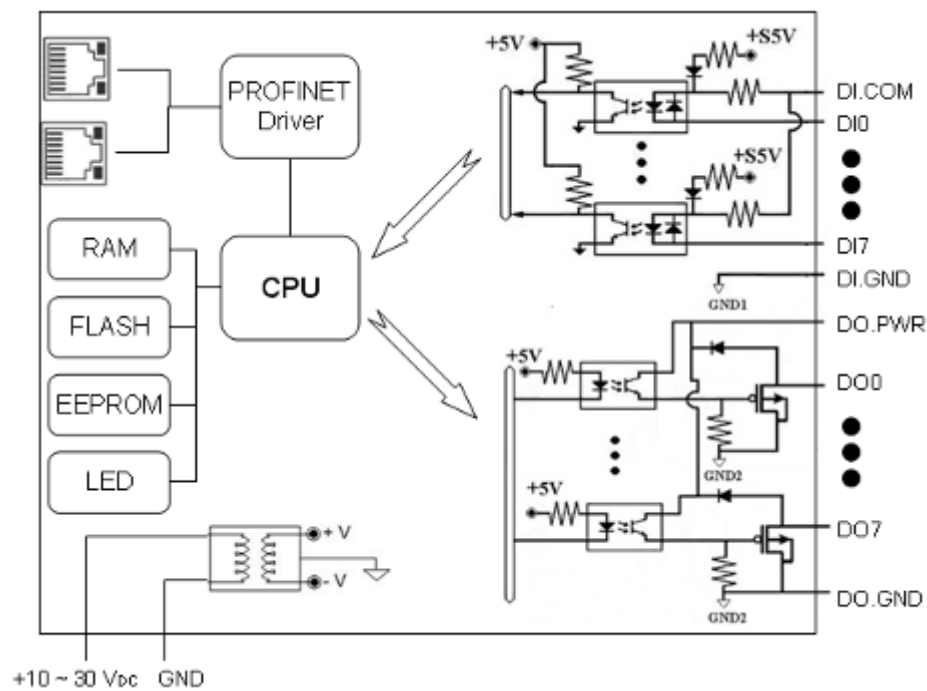 PROFINET
Driver
CPU
RAM
FLASH
EEPROM
LED
+ V
- V
+10 ~ 30 VDC
GND
+5V
+S5V
DI.COM
DI0
+S5V
DI7
DI.GND
GND1
DO.PWR
+5V
DO0
GND2
+5V
DO7
GND2
DO.GND